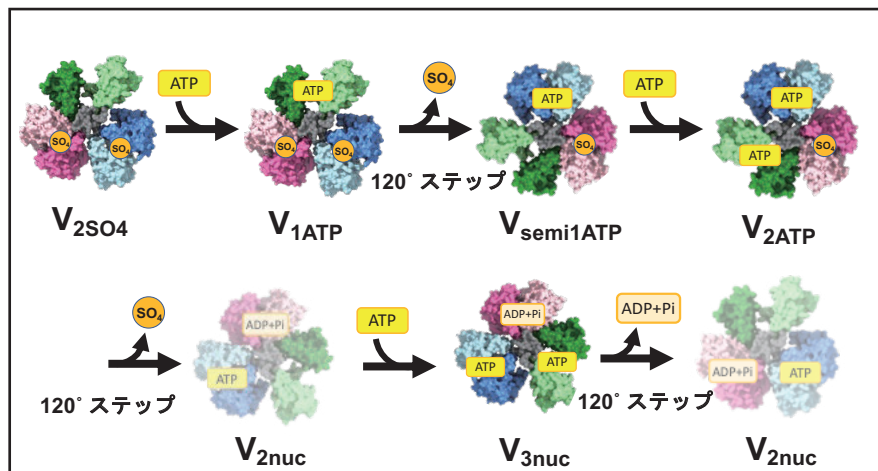 ATP
SO4
ATP
ATP
ATP
ATP
SO4
SO4
SO4
SO4
SO4
ATP
SO4
120° ステップ
V2SO4
V1ATP
Vsemi1ATP
V2ATP
SO4
ADP+Pi
ATP
ADP+Pi
ADP+Pi
ATP
ATP
ATP
ADP+Pi
ATP
120° ステップ
120° ステップ
V2nuc
V3nuc
V2nuc